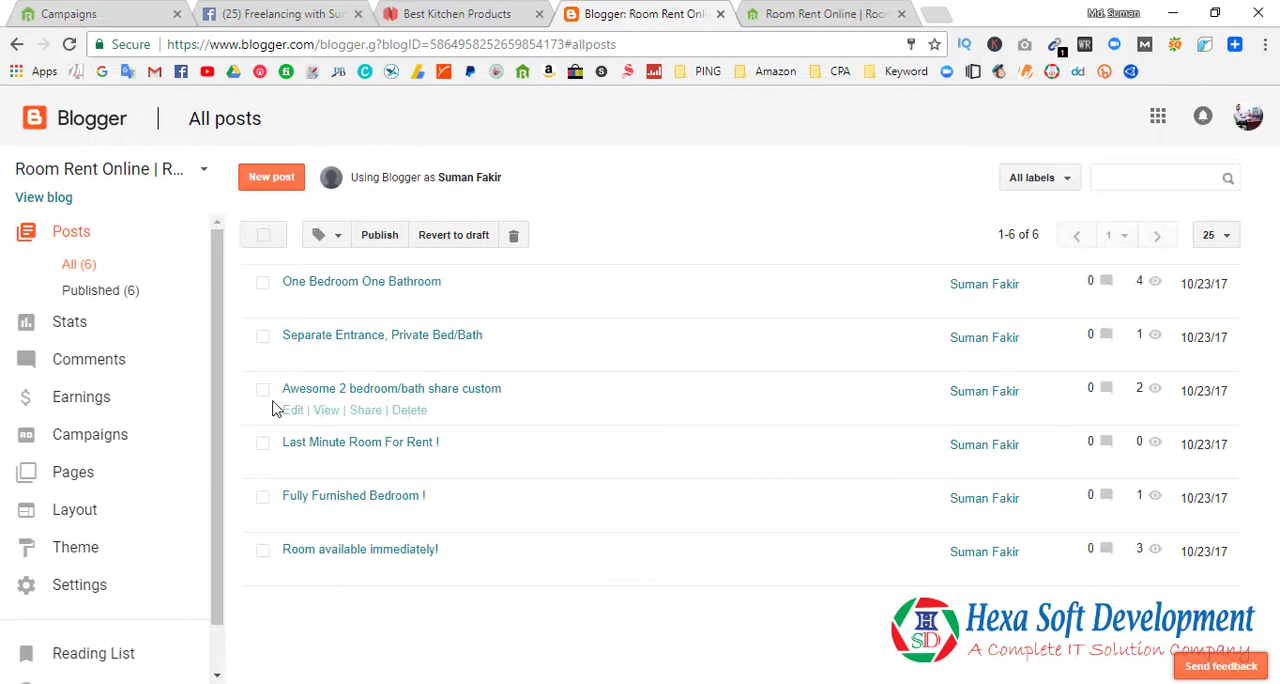 Campaigns
(25) Freelancing with Sum
Best Kitchen Products
Blogger: Room Rent Onl
Room Rent Online | Roo
Md. Suman
Secure
https://www.blogger.com/blogger.g?blogID=5864958252659854173#allposts
Apps
PING
Amazon
CPA
Keyword
Blogger
All posts
Room Rent Online | R...
New post
Using Blogger as Suman Fakir
All labels
View blog
Posts
All (6)
Published (6)
Stats
Comments
Earnings
Campaigns
Pages
Layout
Theme
Settings
Reading List
Publish
Revert to draft
1-6 of 6
1
25
One Bedroom One Bathroom
Suman Fakir
0
4
10/23/17
Separate Entrance, Private Bed/Bath
Suman Fakir
0
1
10/23/17
Awesome 2 bedroom/bath share custom
Edit | View | Share | Delete
Suman Fakir
0
2
10/23/17
Last Minute Room For Rent !
Suman Fakir
0
0
10/23/17
Fully Furnished Bedroom !
Suman Fakir
0
1
10/23/17
Room available immediately!
Suman Fakir
0
3
10/23/17
Hexa Soft Development
A Complete IT Solution Company
Send feedback